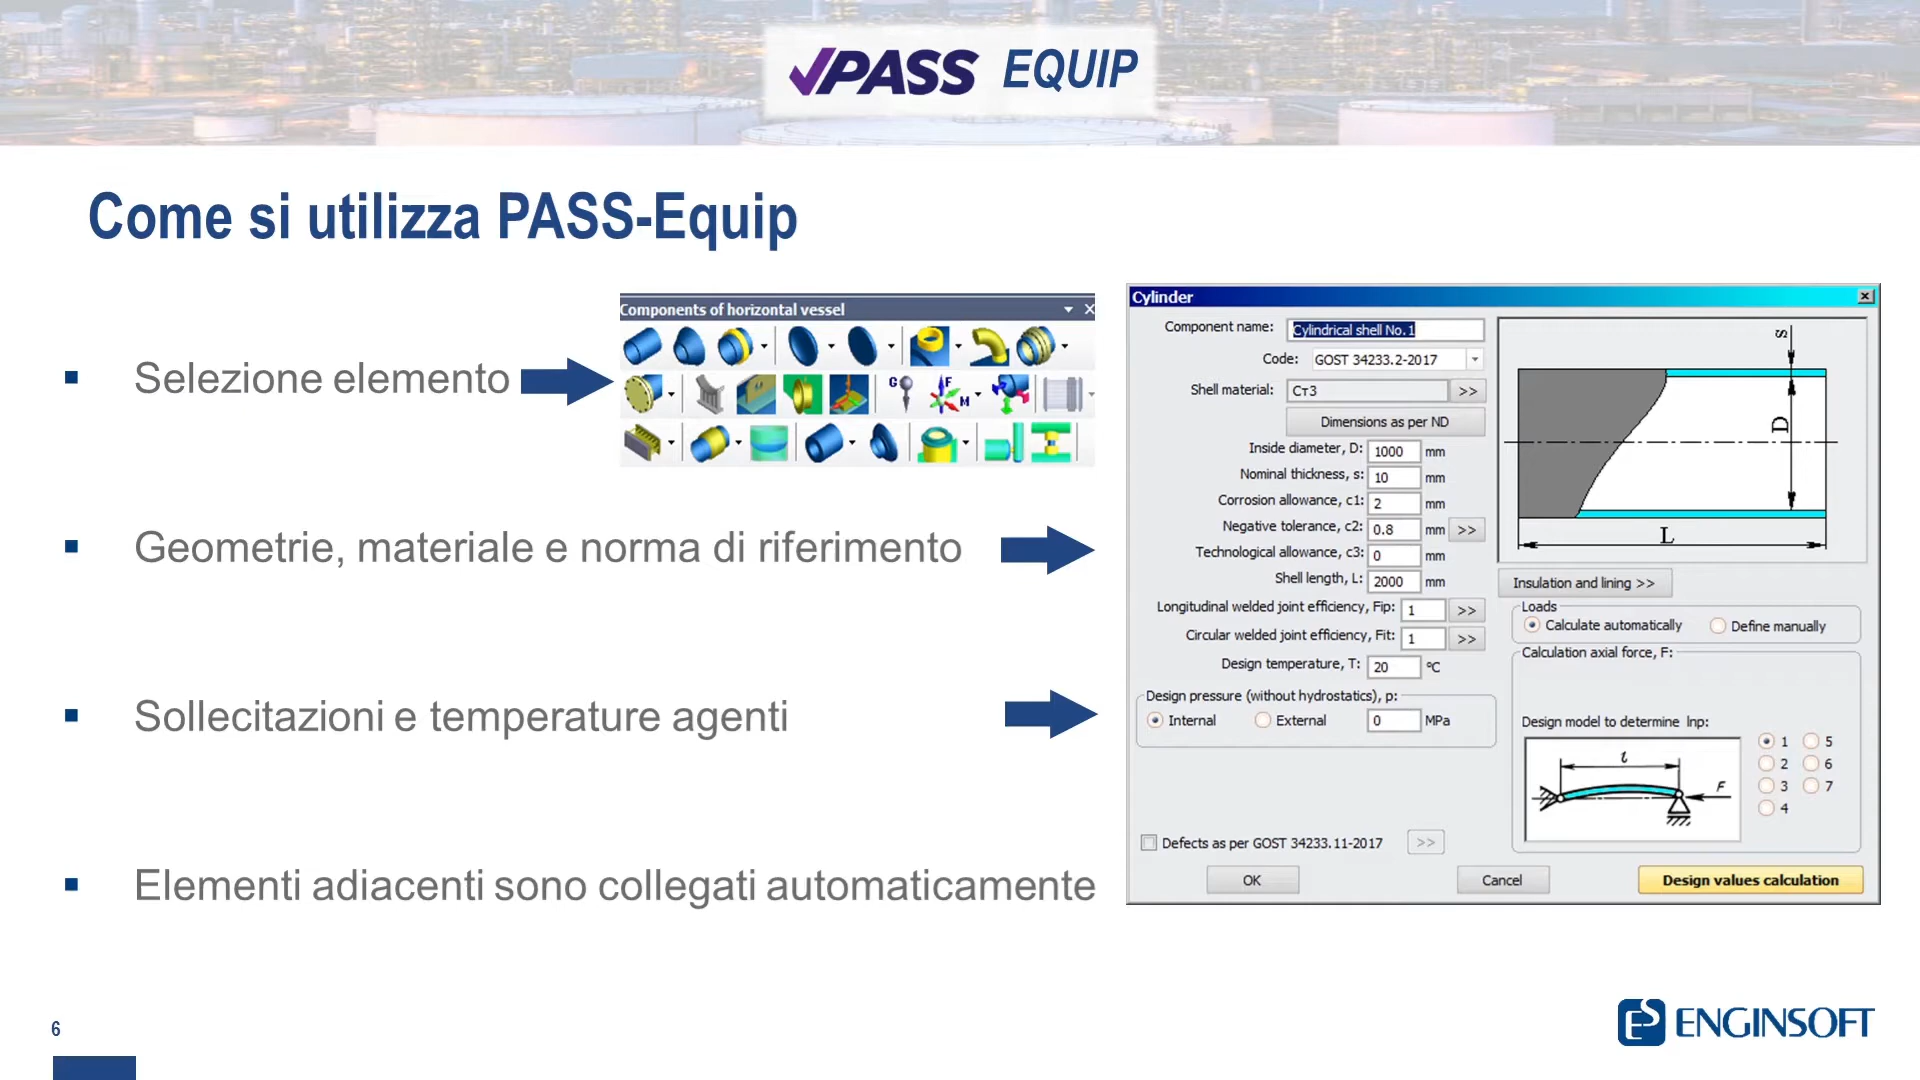 PASS EQUIP
Come si utilizza PASS-Equip
Selezione elemento
Components of horizontal vessel
G
F
M
Geometrie, materiale e norma di riferimento
Sollecitazioni e temperature agenti
Elementi adiacenti sono collegati automaticamente
Cylinder
Component name: Cylindrical shell No.1
Code: GOST 34233.2-2017
Shell material: Ст3 >>
Dimensions as per ND
Inside diameter, D: 1000 mm
Nominal thickness, s: 10 mm
Corrosion allowance, c1: 2 mm
Negative tolerance, c2: 0.8 mm >>
Technological allowance, c3: 0 mm
Shell length, L: 2000 mm
Longitudinal welded joint efficiency, Fip: 1 >>
Circular welded joint efficiency, Fit: 1 >>
Design temperature, T: 20 ºC
Design pressure (without hydrostatics), p:
Internal External 0 MPa
Defects as per GOST 34233.11-2017 >>
OK Cancel Design values calculation
s
D
L
Insulation and lining >>
Loads
Calculate automatically Define manually
Calculation axial force, F:
Design model to determine lnp:
l
F
1 5
2 6
3 7
4
6
ES ENGINSOFT